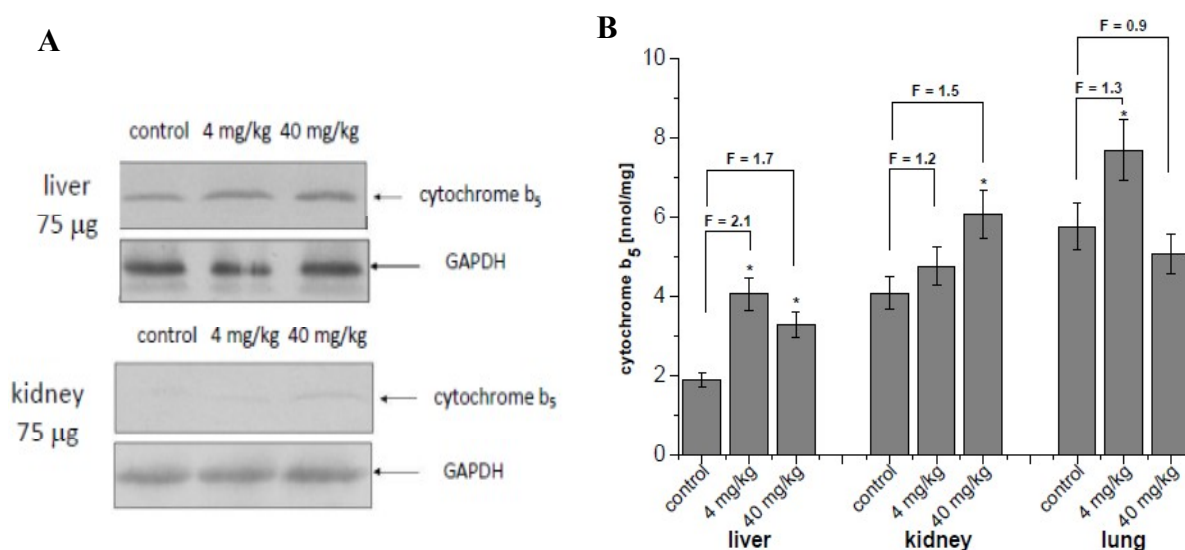 A
control 4 mg/kg 40 mg/kg
liver
75 µg
cytochrome b5
GAPDH
control 4 mg/kg 40 mg/kg
kidney
75 µg
cytochrome b5
GAPDH
B
cytochrome b5 [nnol/mg]
10
8
6
4
2
0
F = 1.7
F = 2.1
*
*
F = 1.5
F = 1.2
*
F = 0.9
F = 1.3
*
control 4 mg/kg 40 mg/kg control 4 mg/kg 40 mg/kg control 4 mg/kg 40 mg/kg
liver kidney lung